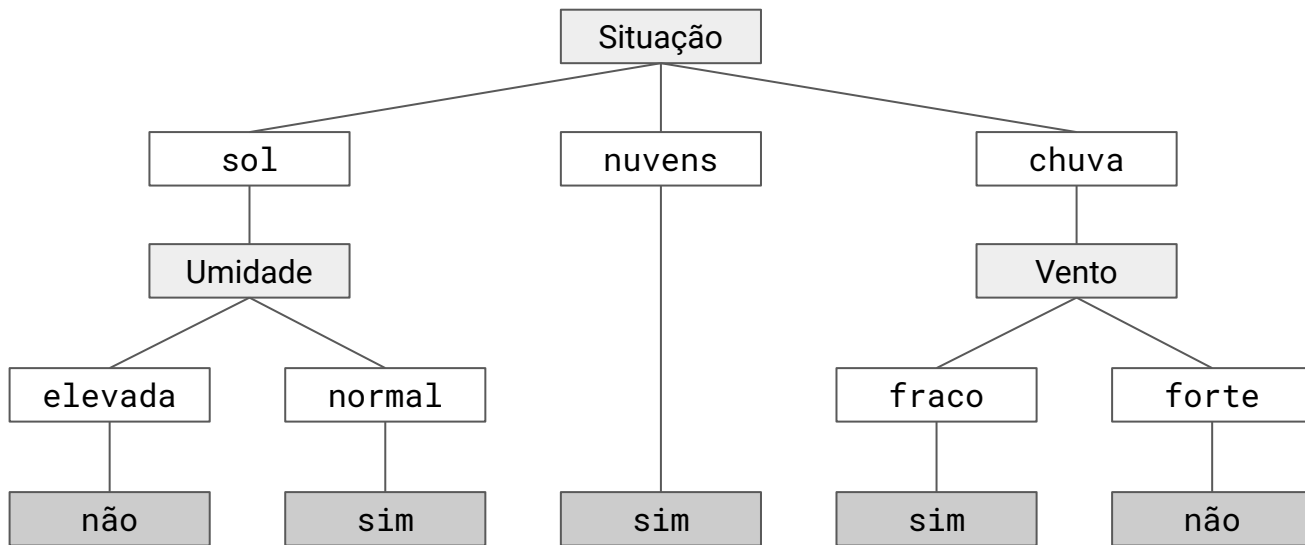 Situação
sol
nuvens
chuva
Umidade
Vento
elevada
normal
fraco
forte
não
sim
sim
sim
não